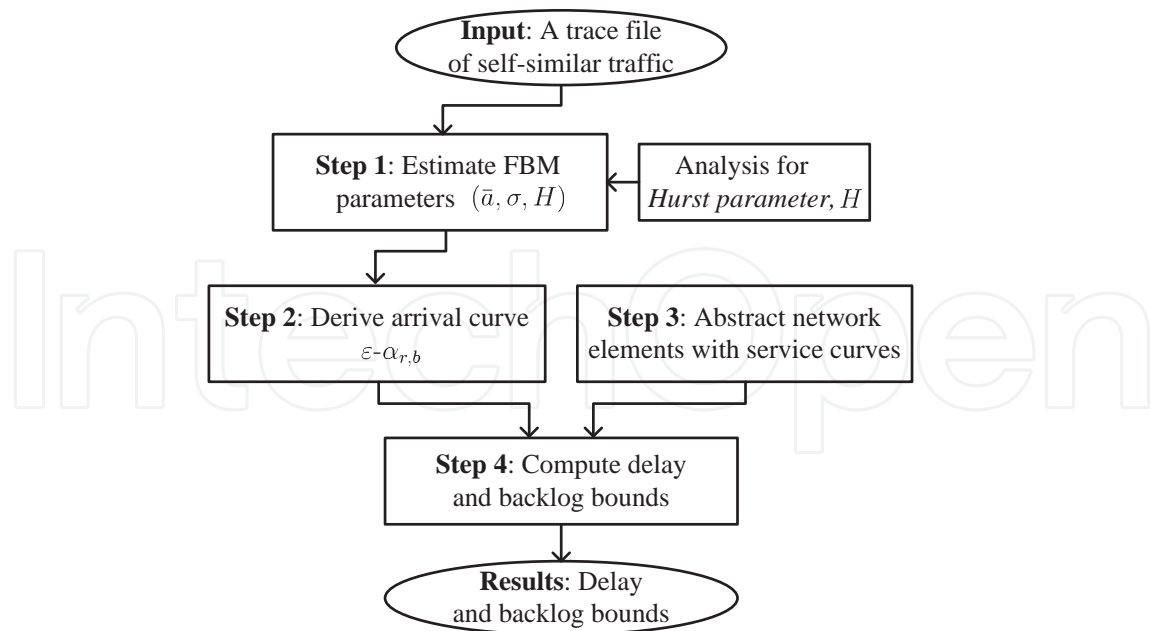 Input: A trace file
of self-similar traffic
Step 1: Estimate FBM
parameters (ā, σ, H)
Analysis for
Hurst parameter, H
Step 2: Derive arrival curve
ε-α_{r,b}
Step 3: Abstract network
elements with service curves
Step 4: Compute delay
and backlog bounds
Results: Delay
and backlog bounds
IntechOpen